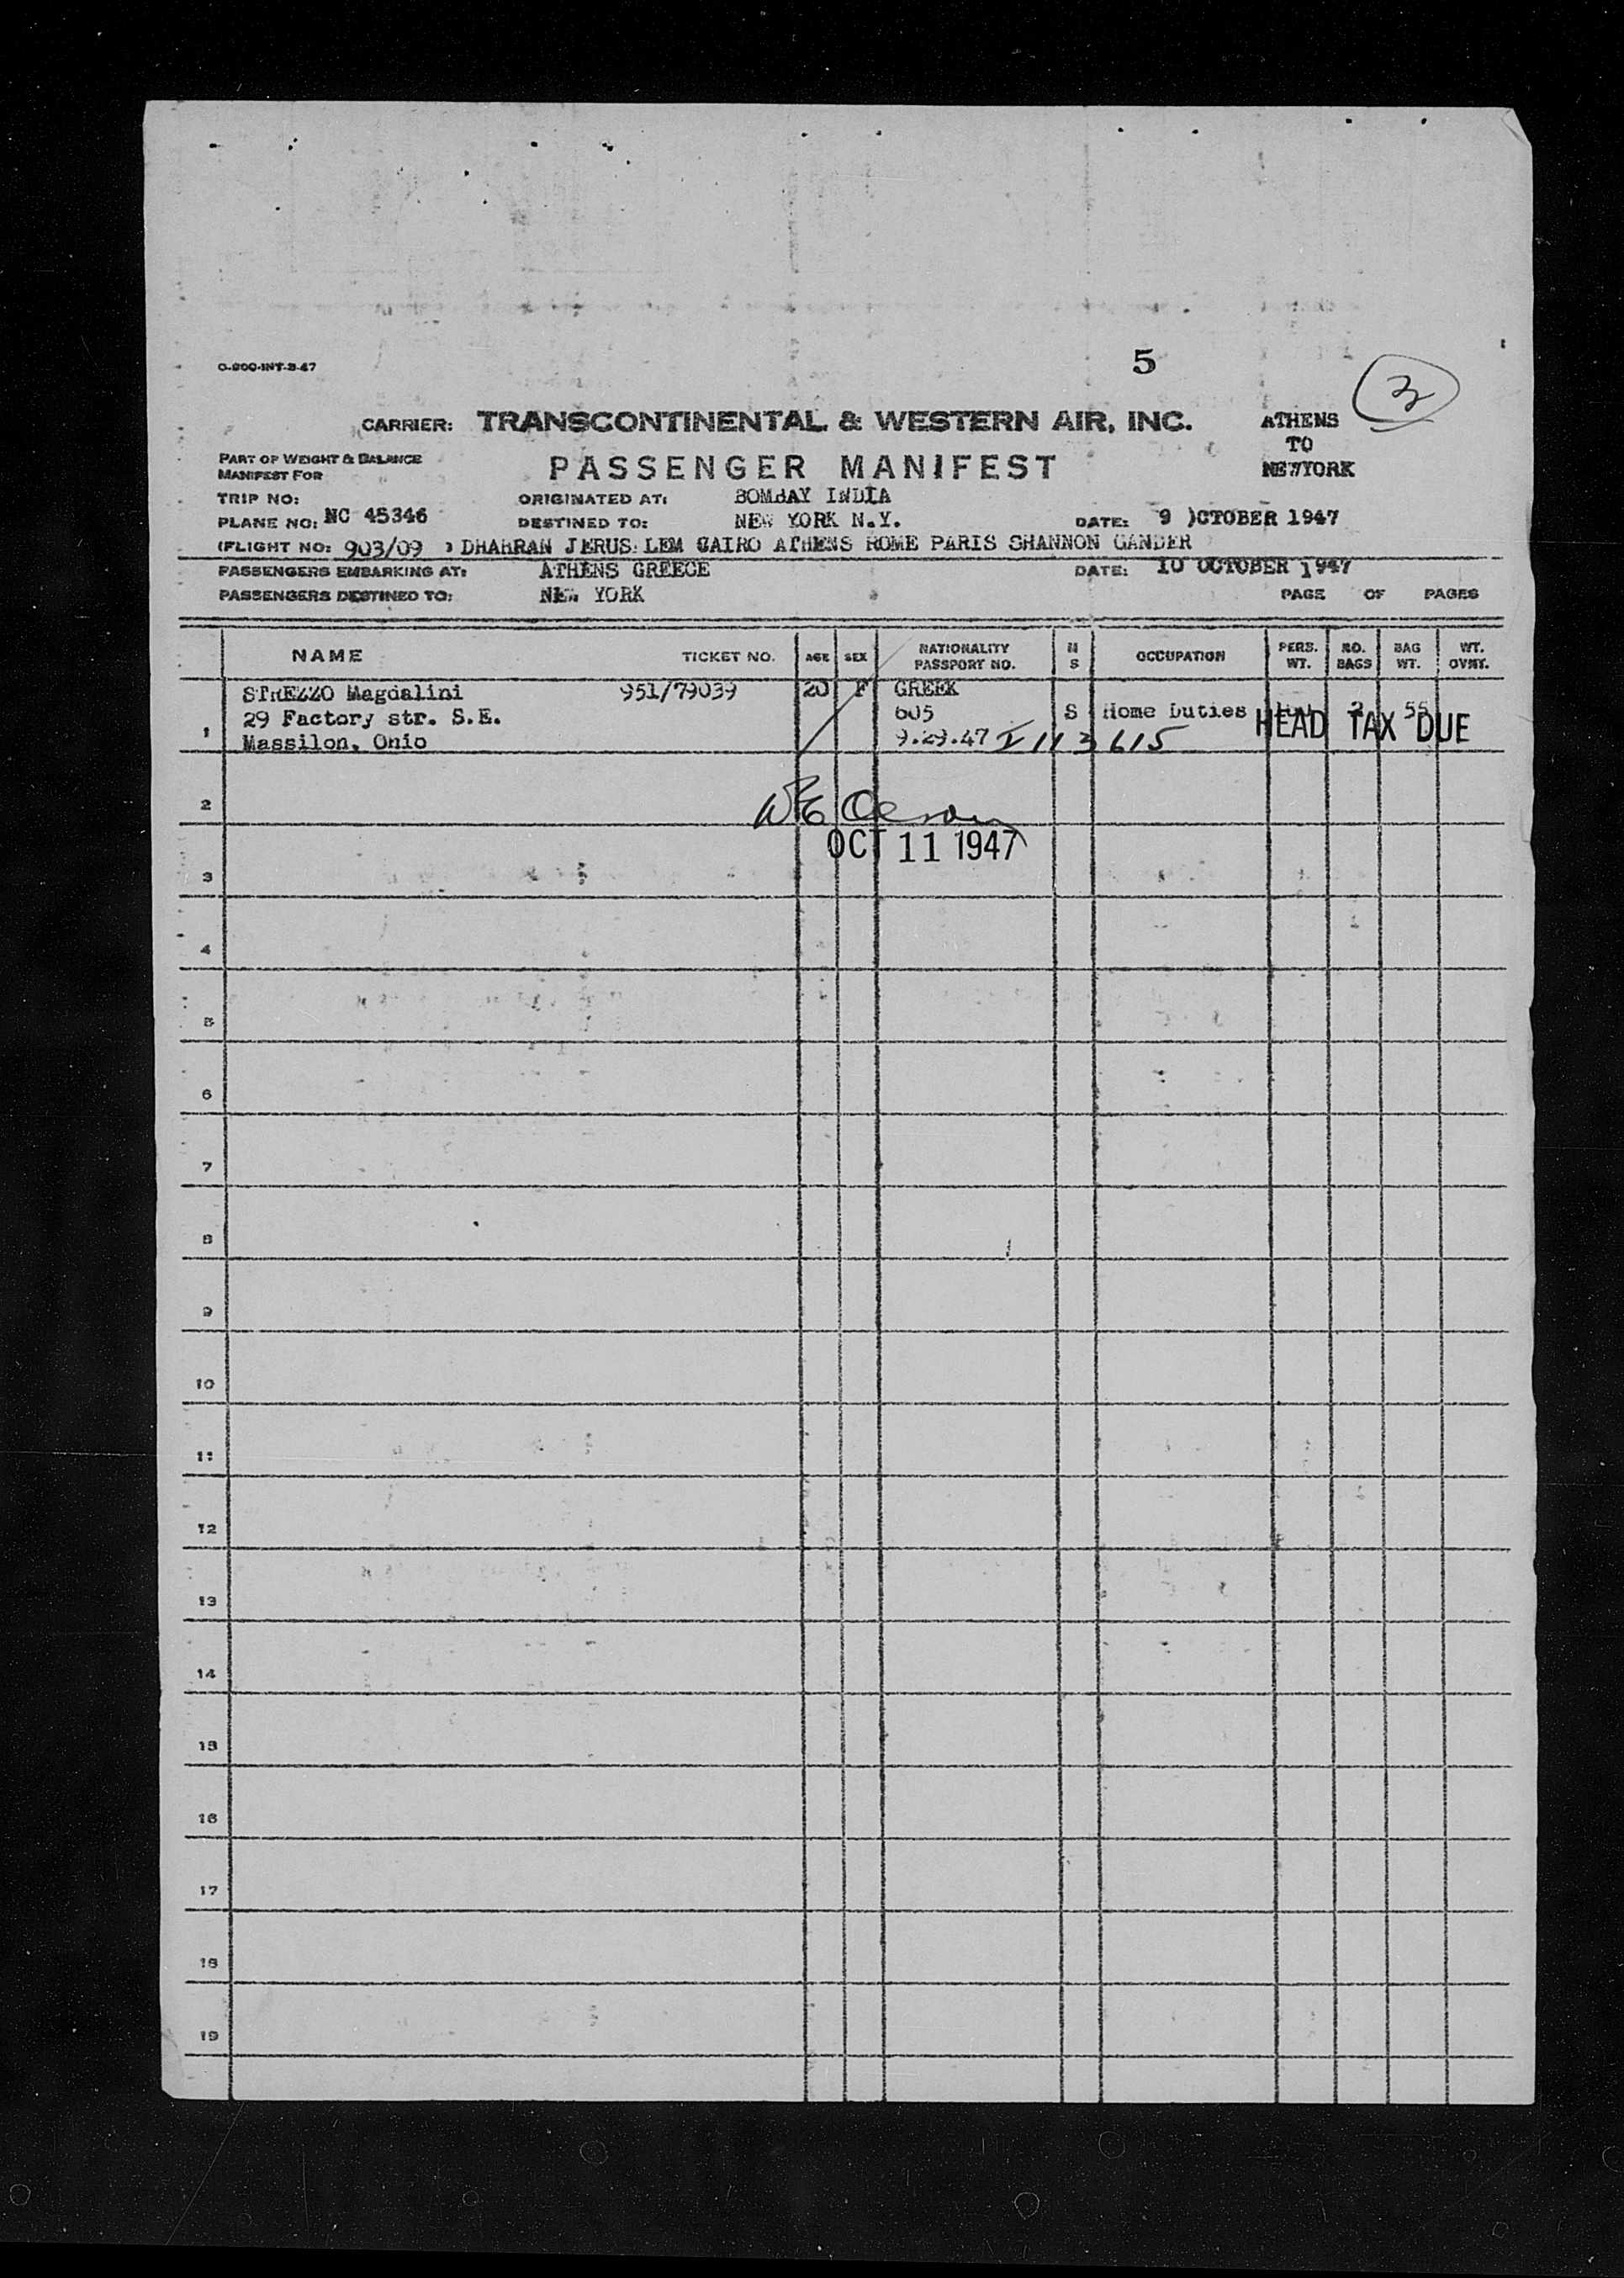 5
O-800-INT-3-47
CARRIER: TRANSCONTINENTAL & WESTERN AIR, INC.
ATHENS
TO
NEWYORK
PART OF WEIGHT & BALANCE
MANIFEST FOR
PASSENGER MANIFEST
TRIP NO:
ORIGINATED AT: BOMBAY INDIA
PLANE NO: NC 45346
DESTINED TO: NEW YORK N.Y.
DATE: 9 OCTOBER 1947
(FLIGHT NO: 903/09 ) DHAHRAN JERUS LEM CAIRO ATHENS ROME PARIS SHANNON GANDER
PASSENGERS EMBARKING AT: ATHENS GREECE
DATE: 10 OCTOBER 1947
PASSENGERS DESTINED TO: NEW YORK
PAGE OF PAGES
NAME TICKET NO. AGE SEX NATIONALITY PASSPORT NO. M S OCCUPATION PERS. WT. NO. BAGS BAG WT. WT. OVWT.
STREZZO Magdalini 951/79039 20 F GREEK
29 Factory str. S.E. 605 S Home Duties 2 55
1 Massilon, Ohio 9.29.47 I 113615 HEAD TAX DUE
2
OCT 11 1947
3
4
5
6
7
8
9
10
11
12
13
14
15
16
17
18
19